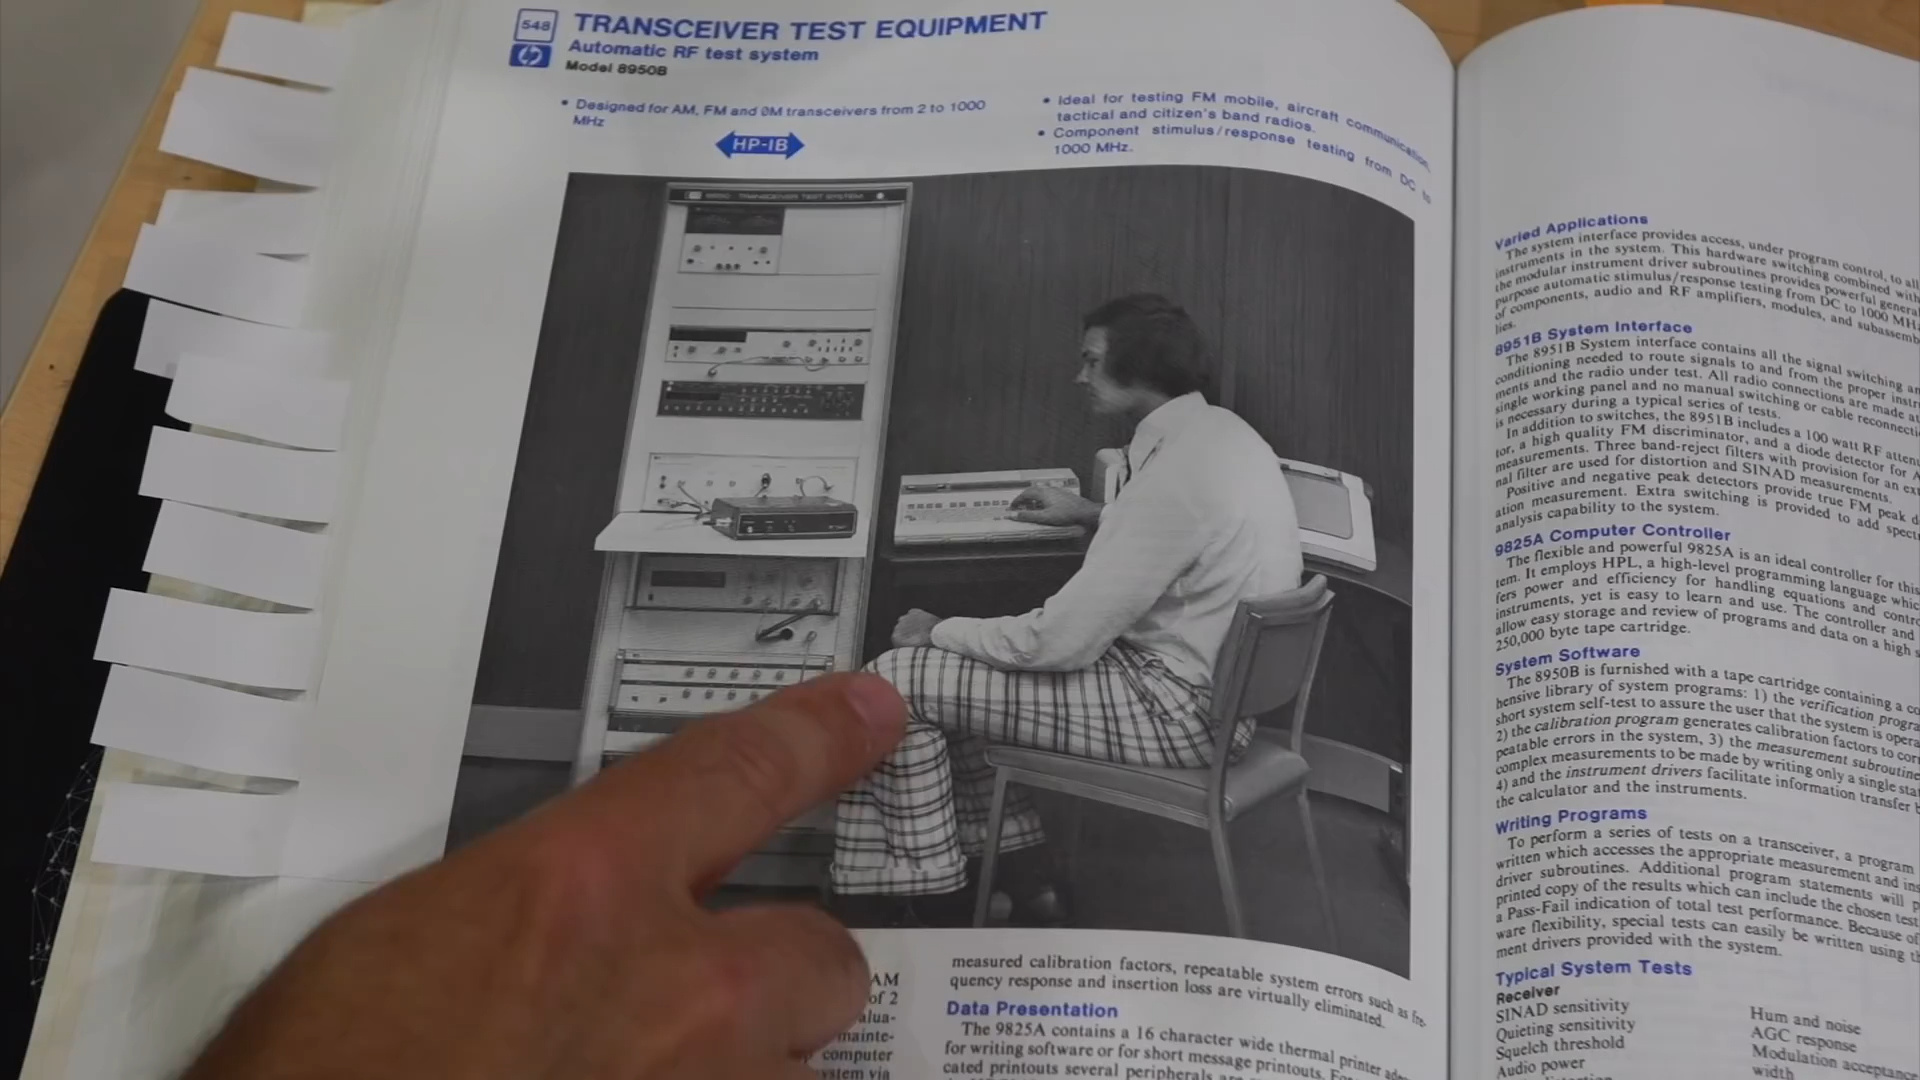 548
TRANSCEIVER TEST EQUIPMENT
Automatic RF test system
Model 8950B
• Designed for AM, FM and ØM transceivers from 2 to 1000
MHz
HP-IB
• Ideal for testing FM mobile, aircraft communication,
tactical and citizen's band radios.
• Component stimulus/response testing from DC to
1000 MHz.
TRANSCEIVER TEST SYSTEM
AM
of 2
alua-
mainte-
computer
ystem via
measured calibration factors, repeatable system errors such as fre-
quency response and insertion loss are virtually eliminated.
Data Presentation
The 9825A contains a 16 character wide thermal printer
for writing software or for short message printouts.
cated printouts several peripherals are
Varied Applications
The system interface provides access, under program control, to all
instruments in the system. This hardware switching combined with
the modular instrument driver subroutines provides powerful general
purpose automatic stimulus/response testing from DC to 1000 MHz
of components, audio and RF amplifiers, modules, and subassemb
lies.
8951B System Interface
The 8951B System interface contains all the signal switching an
conditioning needed to route signals to and from the proper instru
ments and the radio under test. All radio connections are made at
single working panel and no manual switching or cable reconnecti
is necessary during a typical series of tests.
In addition to switches, the 8951B includes a 100 watt RF atten
tor, a high quality FM discriminator, and a diode detector for A
measurements. Three band-reject filters with provision for an ex
nal filter are used for distortion and SINAD measurements.
Positive and negative peak detectors provide true FM peak d
ation measurement. Extra switching is provided to add spect
analysis capability to the system.
9825A Computer Controller
The flexible and powerful 9825A is an ideal controller for this
tem. It employs HPL, a high-level programming language whic
fers power and efficiency for handling equations and contro
instruments, yet is easy to learn and use. The controller and
allow easy storage and review of programs and data on a high s
250,000 byte tape cartridge.
System Software
The 8950B is furnished with a tape cartridge containing a co
hensive library of system programs: 1) the verification progra
short system self-test to assure the user that the system is opera
2) the calibration program generates calibration factors to cor
peatable errors in the system, 3) the measurement subroutine
complex measurements to be made by writing only a single sta
4) and the instrument drivers facilitate information transfer b
the calculator and the instruments.
Writing Programs
To perform a series of tests on a transceiver, a program
written which accesses the appropriate measurement and ins
driver subroutines. Additional program statements will p
printed copy of the results which can include the chosen test
a Pass-Fail indication of total test performance. Because of
ware flexibility, special tests can easily be written using th
ment drivers provided with the system.
Typical System Tests
Receiver
SINAD sensitivity
Quieting sensitivity
Squelch threshold
Audio power
Hum and noise
AGC response
Modulation acceptance
width